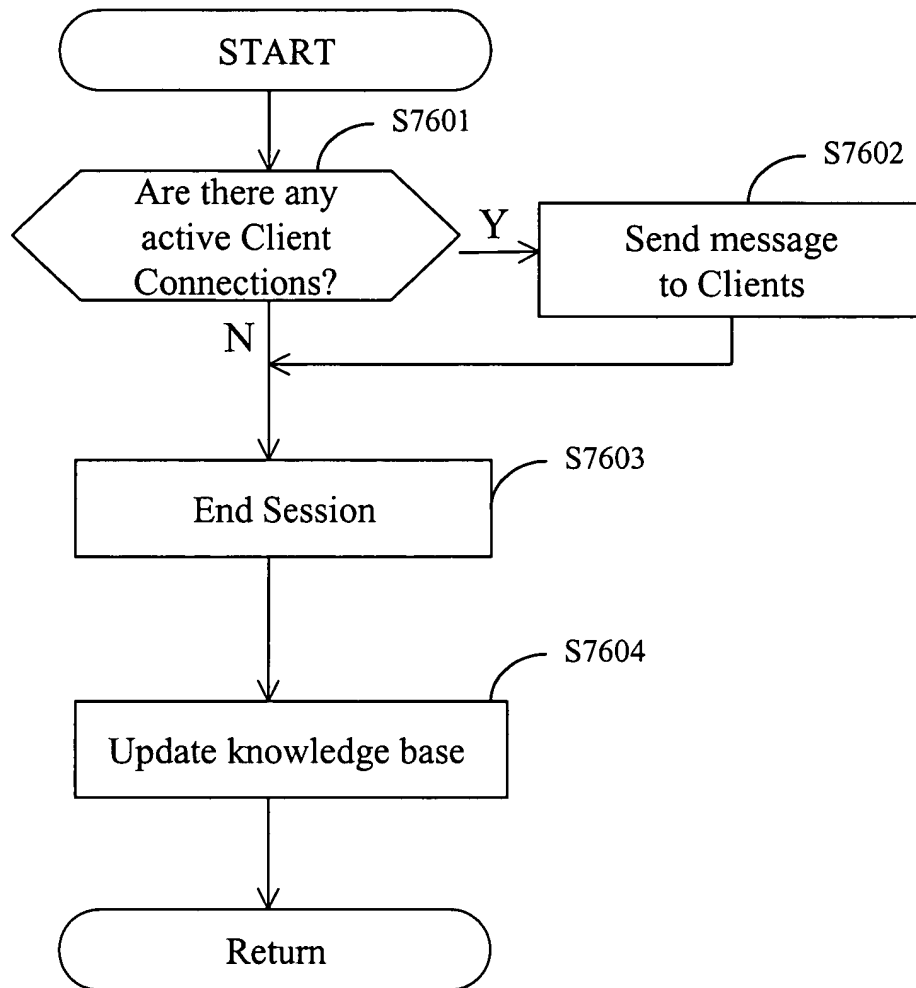 START
S7601
Are there any
active Client
Connections?
Y
S7602
Send message
to Clients
N
S7603
End Session
S7604
Update knowledge base
Return